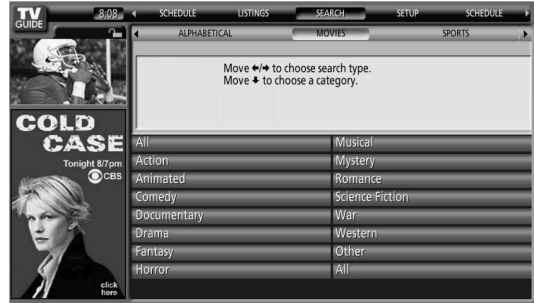 TV
GUIDE
8:08
SCHEDULE LISTINGS SEARCH SETUP SCHEDULE
ALPHABETICAL MOVIES SPORTS
Move ←/→ to choose search type.
Move ↓ to choose a category.
COLD
CASE
Tonight 8/7pm
CBS
click
here
All Musical
Action Mystery
Animated Romance
Comedy Science Fiction
Documentary War
Drama Western
Fantasy Other
Horror All